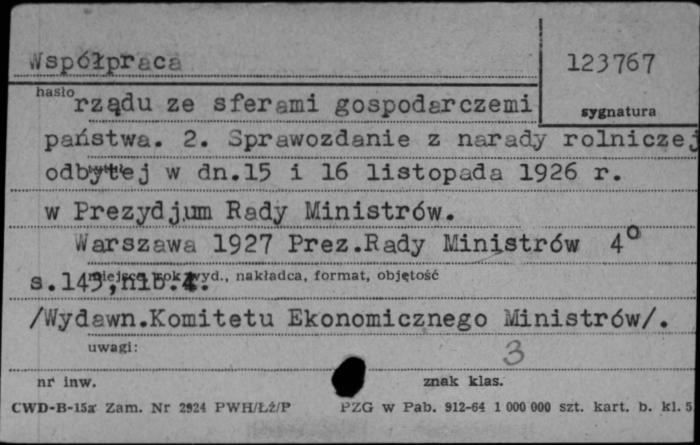 Współpraca
123767
hasło
rządu ze sferami gospodarczemi
sygnatura
państwa. 2. Sprawozdanie z narady rolniczej
odbytej w dn.15 i 16 listopada 1926 r.
w Prezydjum Rady Ministrów.
Warszawa 1927 Prez.Rady Ministrów 4°
miejsce, rok wyd., nakładca, format, objętość
s.145,nlb.
/Wydawn.Komitetu Ekonomicznego Ministrów/.
uwagi:
3
nr inw.
znak klas.
CWD-B-15a Zam. Nr 2924 PWH/Łż/P
PZG w Pab. 912-64 1 000 000 szt. kart. b. kl. 5